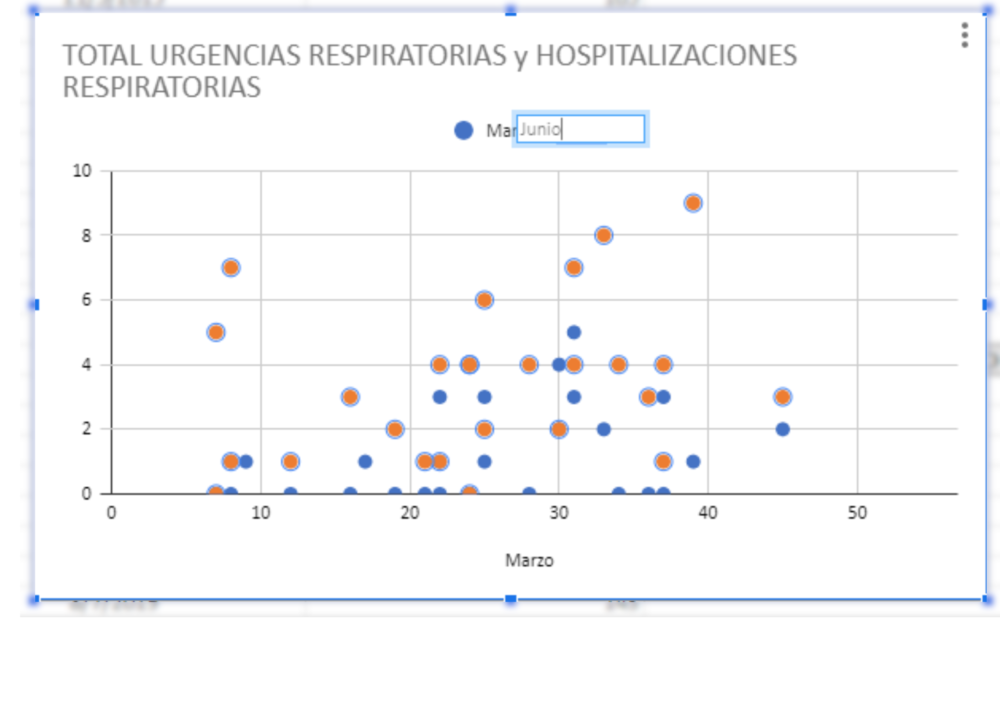 TOTAL URGENCIAS RESPIRATORIAS y HOSPITALIZACIONES
RESPIRATORIAS
Mar Junio
10
8
6
4
2
0
0 10 20 30 40 50
Marzo